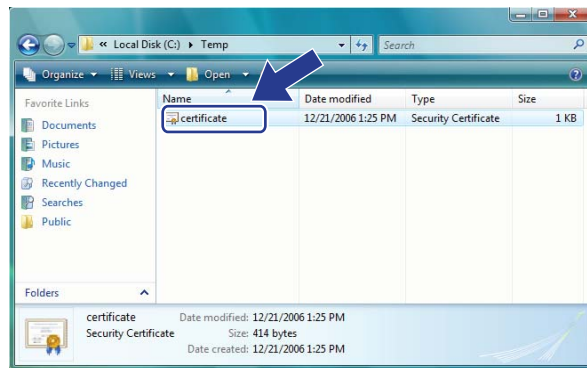 « Local Disk (C:) ▸ Temp
Search
Organize Views Open
Favorite Links
Documents
Pictures
Music
Recently Changed
Searches
Public
Folders
Name Date modified Type Size
certificate 12/21/2006 1:25 PM Security Certificate 1 KB
certificate Date modified: 12/21/2006 1:25 PM
Security Certificate Size: 414 bytes
Date created: 12/21/2006 1:25 PM